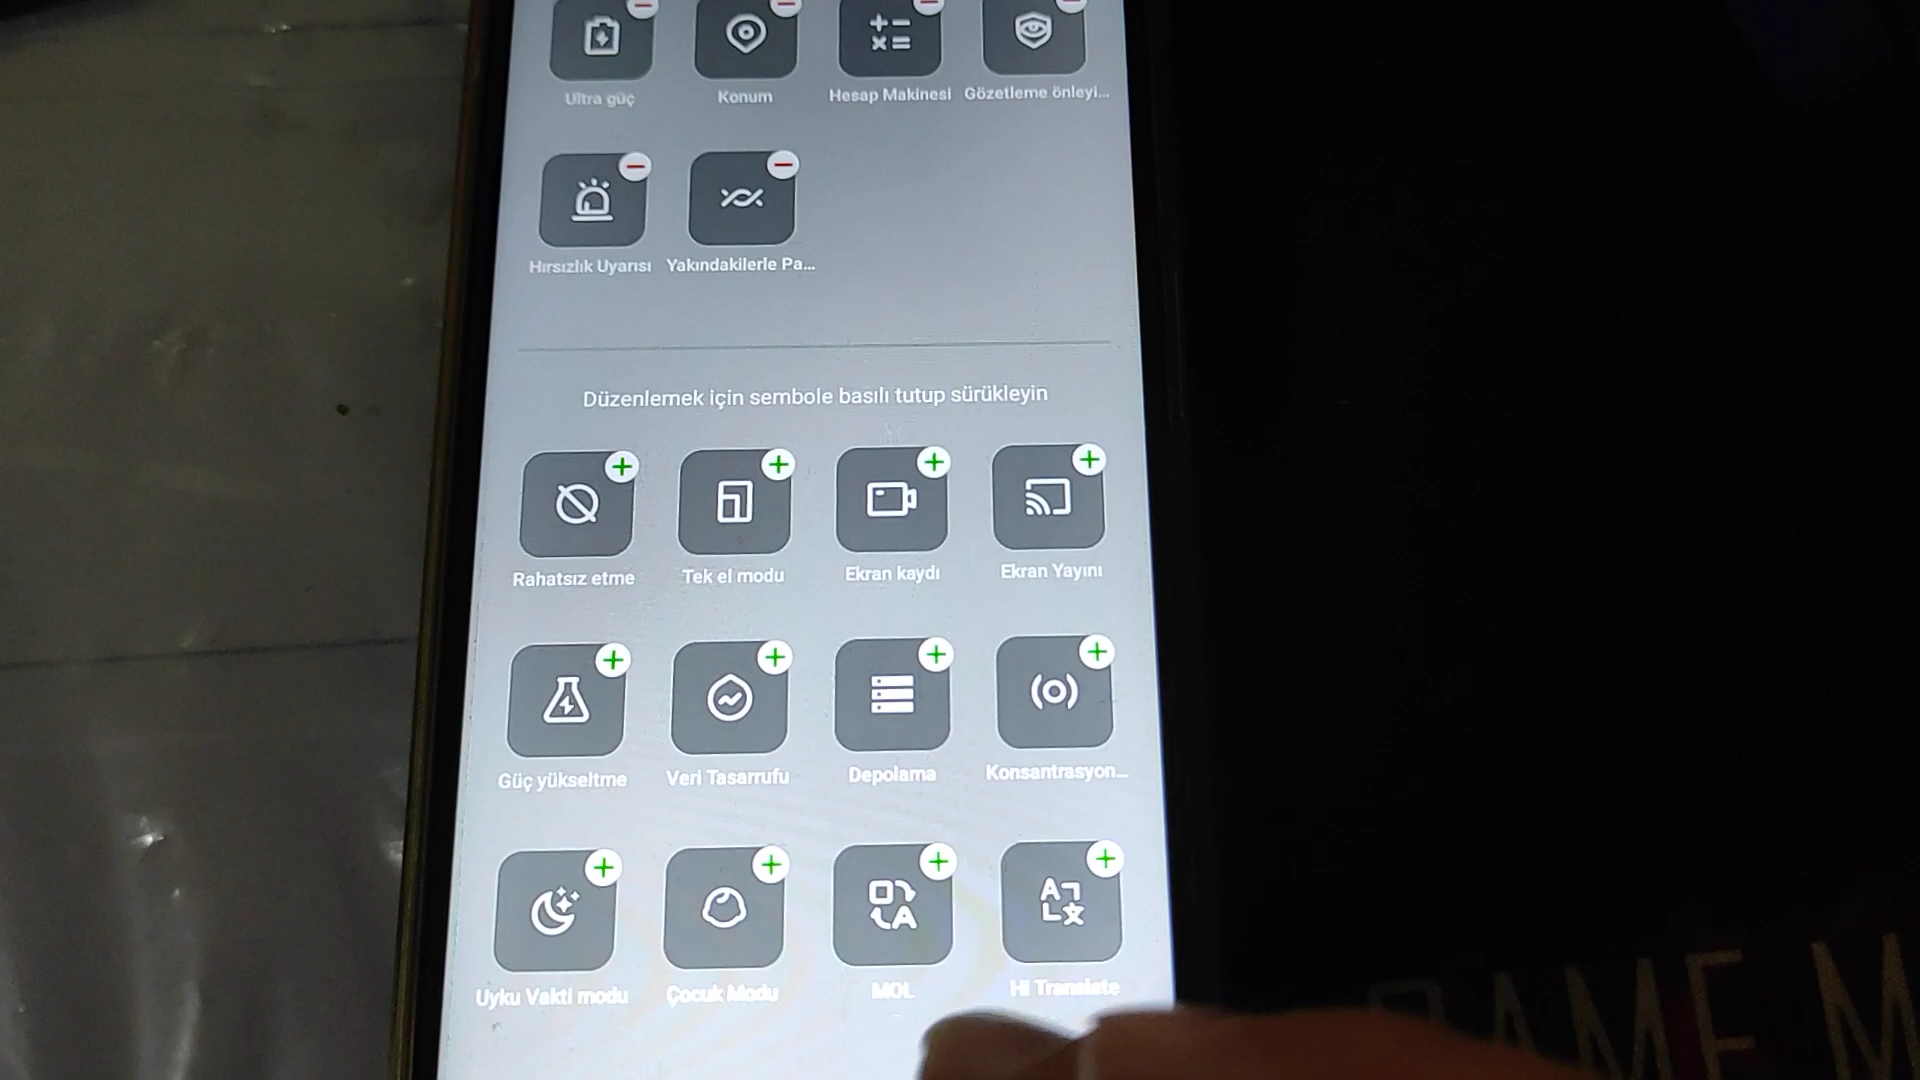 Ultra güç Konum Hesap Makinesi Gözetleme önleyi...
Hırsızlık Uyarısı Yakındakilerle Pa...
Düzenlemek için sembole basılı tutup sürükleyin
Rahatsız etme Tek el modu Ekran kaydı Ekran Yayını
Güç yükseltme Veri Tasarrufu Depolama Konsantrasyon...
Uyku Vakti modu Çocuk Modu MOL Hi Translate